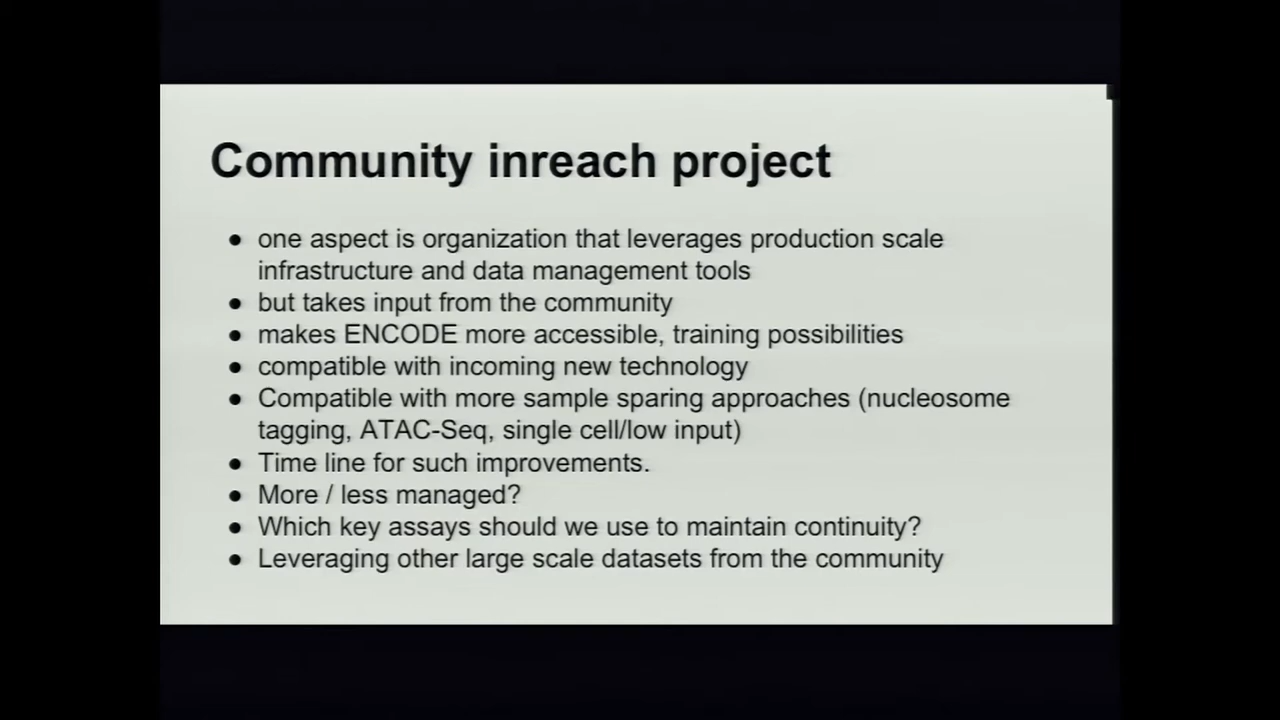 Community inreach project
● one aspect is organization that leverages production scale
infrastructure and data management tools
● but takes input from the community
● makes ENCODE more accessible, training possibilities
● compatible with incoming new technology
● Compatible with more sample sparing approaches (nucleosome
tagging, ATAC-Seq, single cell/low input)
● Time line for such improvements.
● More / less managed?
● Which key assays should we use to maintain continuity?
● Leveraging other large scale datasets from the community